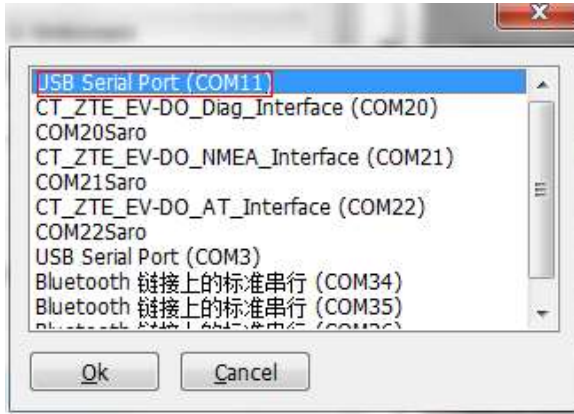 USB Serial Port (COM11)
CT_ZTE_EV-DO_Diag_Interface (COM20)
COM20Saro
CT_ZTE_EV-DO_NMEA_Interface (COM21)
COM21Saro
CT_ZTE_EV-DO_AT_Interface (COM22)
COM22Saro
USB Serial Port (COM3)
Bluetooth 链接上的标准串行 (COM34)
Bluetooth 链接上的标准串行 (COM35)
Ok
Cancel